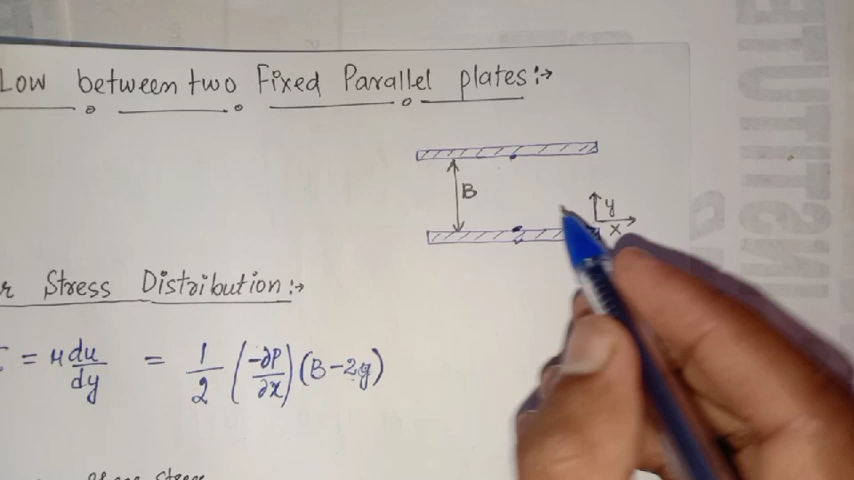 Low between two Fixed Parallel plates:→
B
y
x
Stress Distribution:→
= μ du/dy = 1/2 (-∂P/∂x) (B-2y)